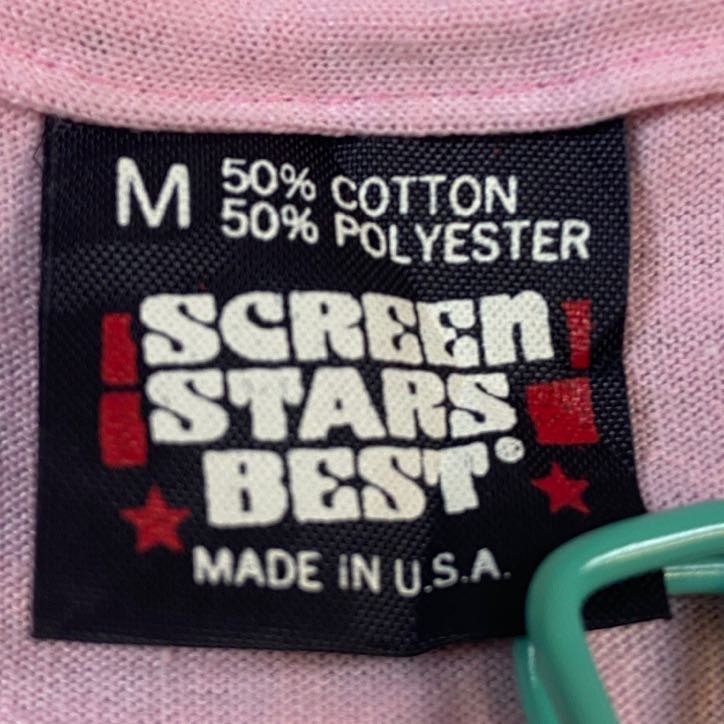 M 50% COTTON
50% POLYESTER
SCREEN
STARS
BEST®
MADE IN U.S.A.